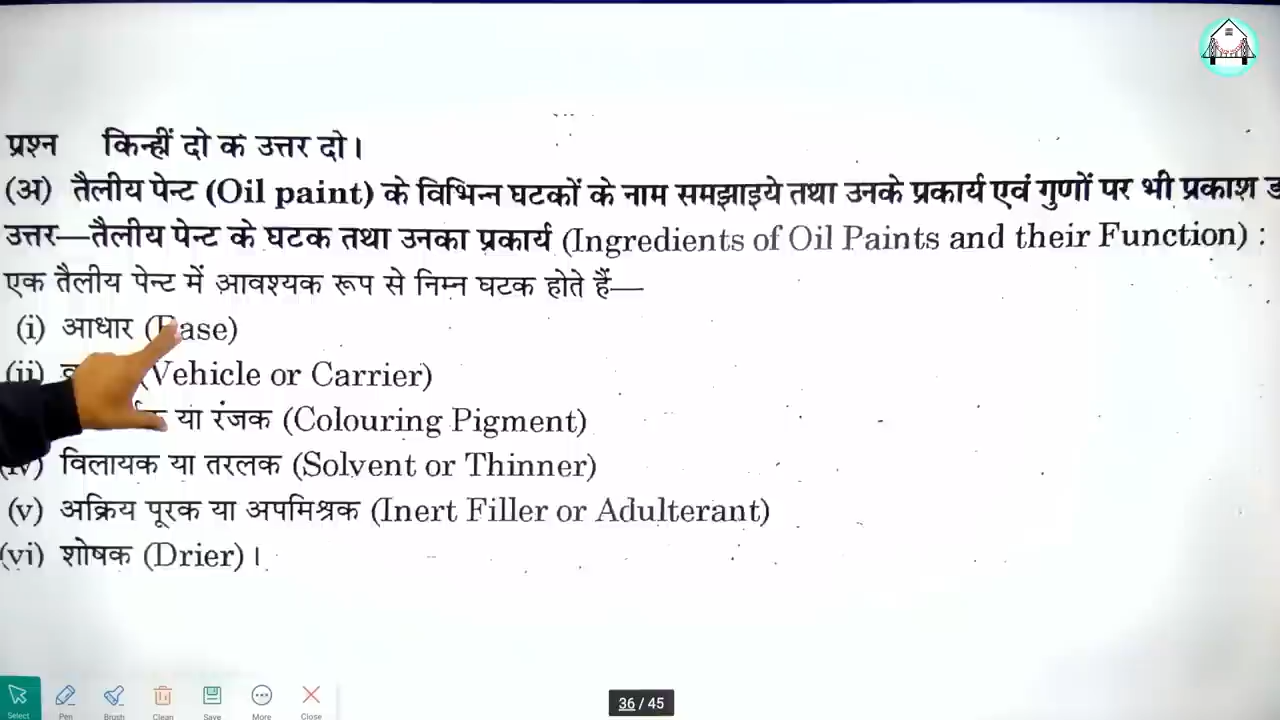 प्रश्न किन्हीं दो क उत्तर दो।
(अ) तैलीय पेन्ट (Oil paint) के विभिन्न घटकों के नाम समझाइये तथा उनके प्रकार्य एवं गुणों पर भी प्रकाश
उत्तर—तैलीय पेन्ट के घटक तथा उनका प्रकार्य (Ingredients of Oil Paints and their Function) :
एक तैलीय पेन्ट में आवश्यक रूप से निम्न घटक होते हैं—
(i) आधार (Base)
(ii) (Vehicle or Carrier)
या रंजक (Colouring Pigment)
(iv) विलायक या तरलक (Solvent or Thinner)
(v) अक्रिय पूरक या अपमिश्रक (Inert Filler or Adulterant)
(vi) शोषक (Drier)।
Select Pen Brush Clean Save More Close
36 / 45